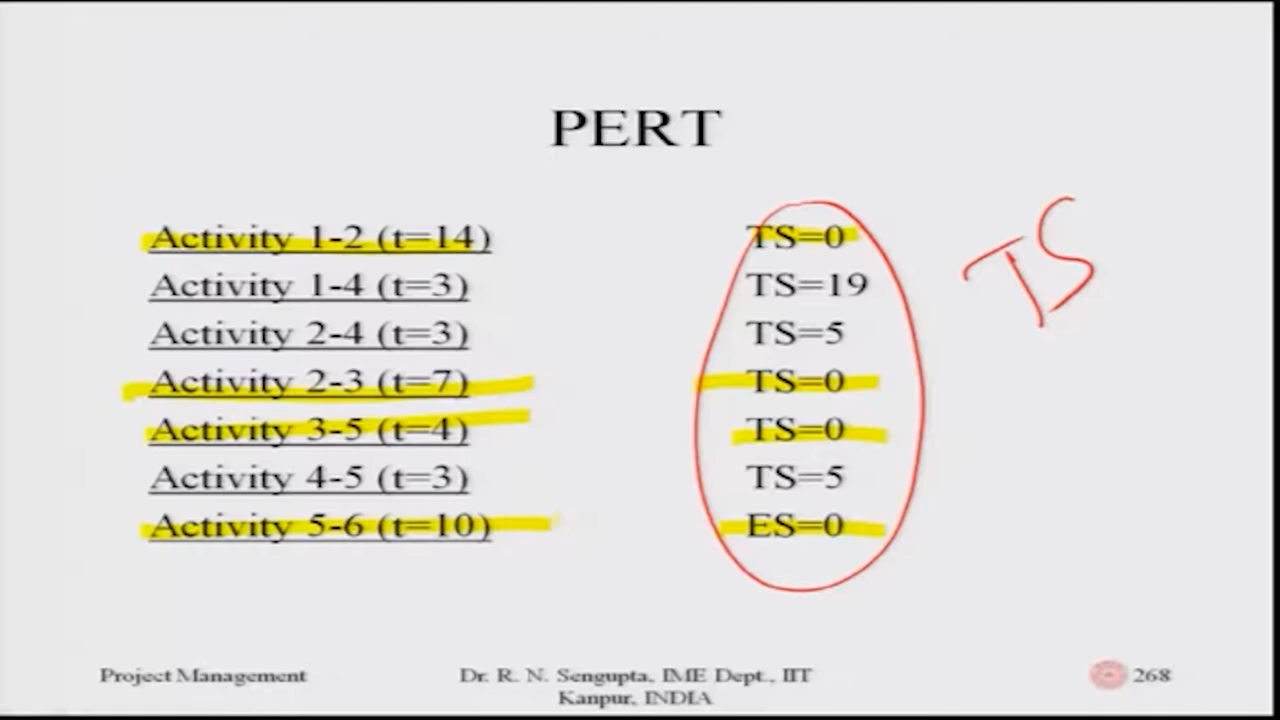 PERT
Activity 1-2 (t=14) TS=0
Activity 1-4 (t=3) TS=19
Activity 2-4 (t=3) TS=5
Activity 2-3 (t=7) TS=0
Activity 3-5 (t=4) TS=0
Activity 4-5 (t=3) TS=5
Activity 5-6 (t=10) ES=0
TS
Project Management Dr. R. N. Sengupta, IME Dept., IIT Kanpur, INDIA 268